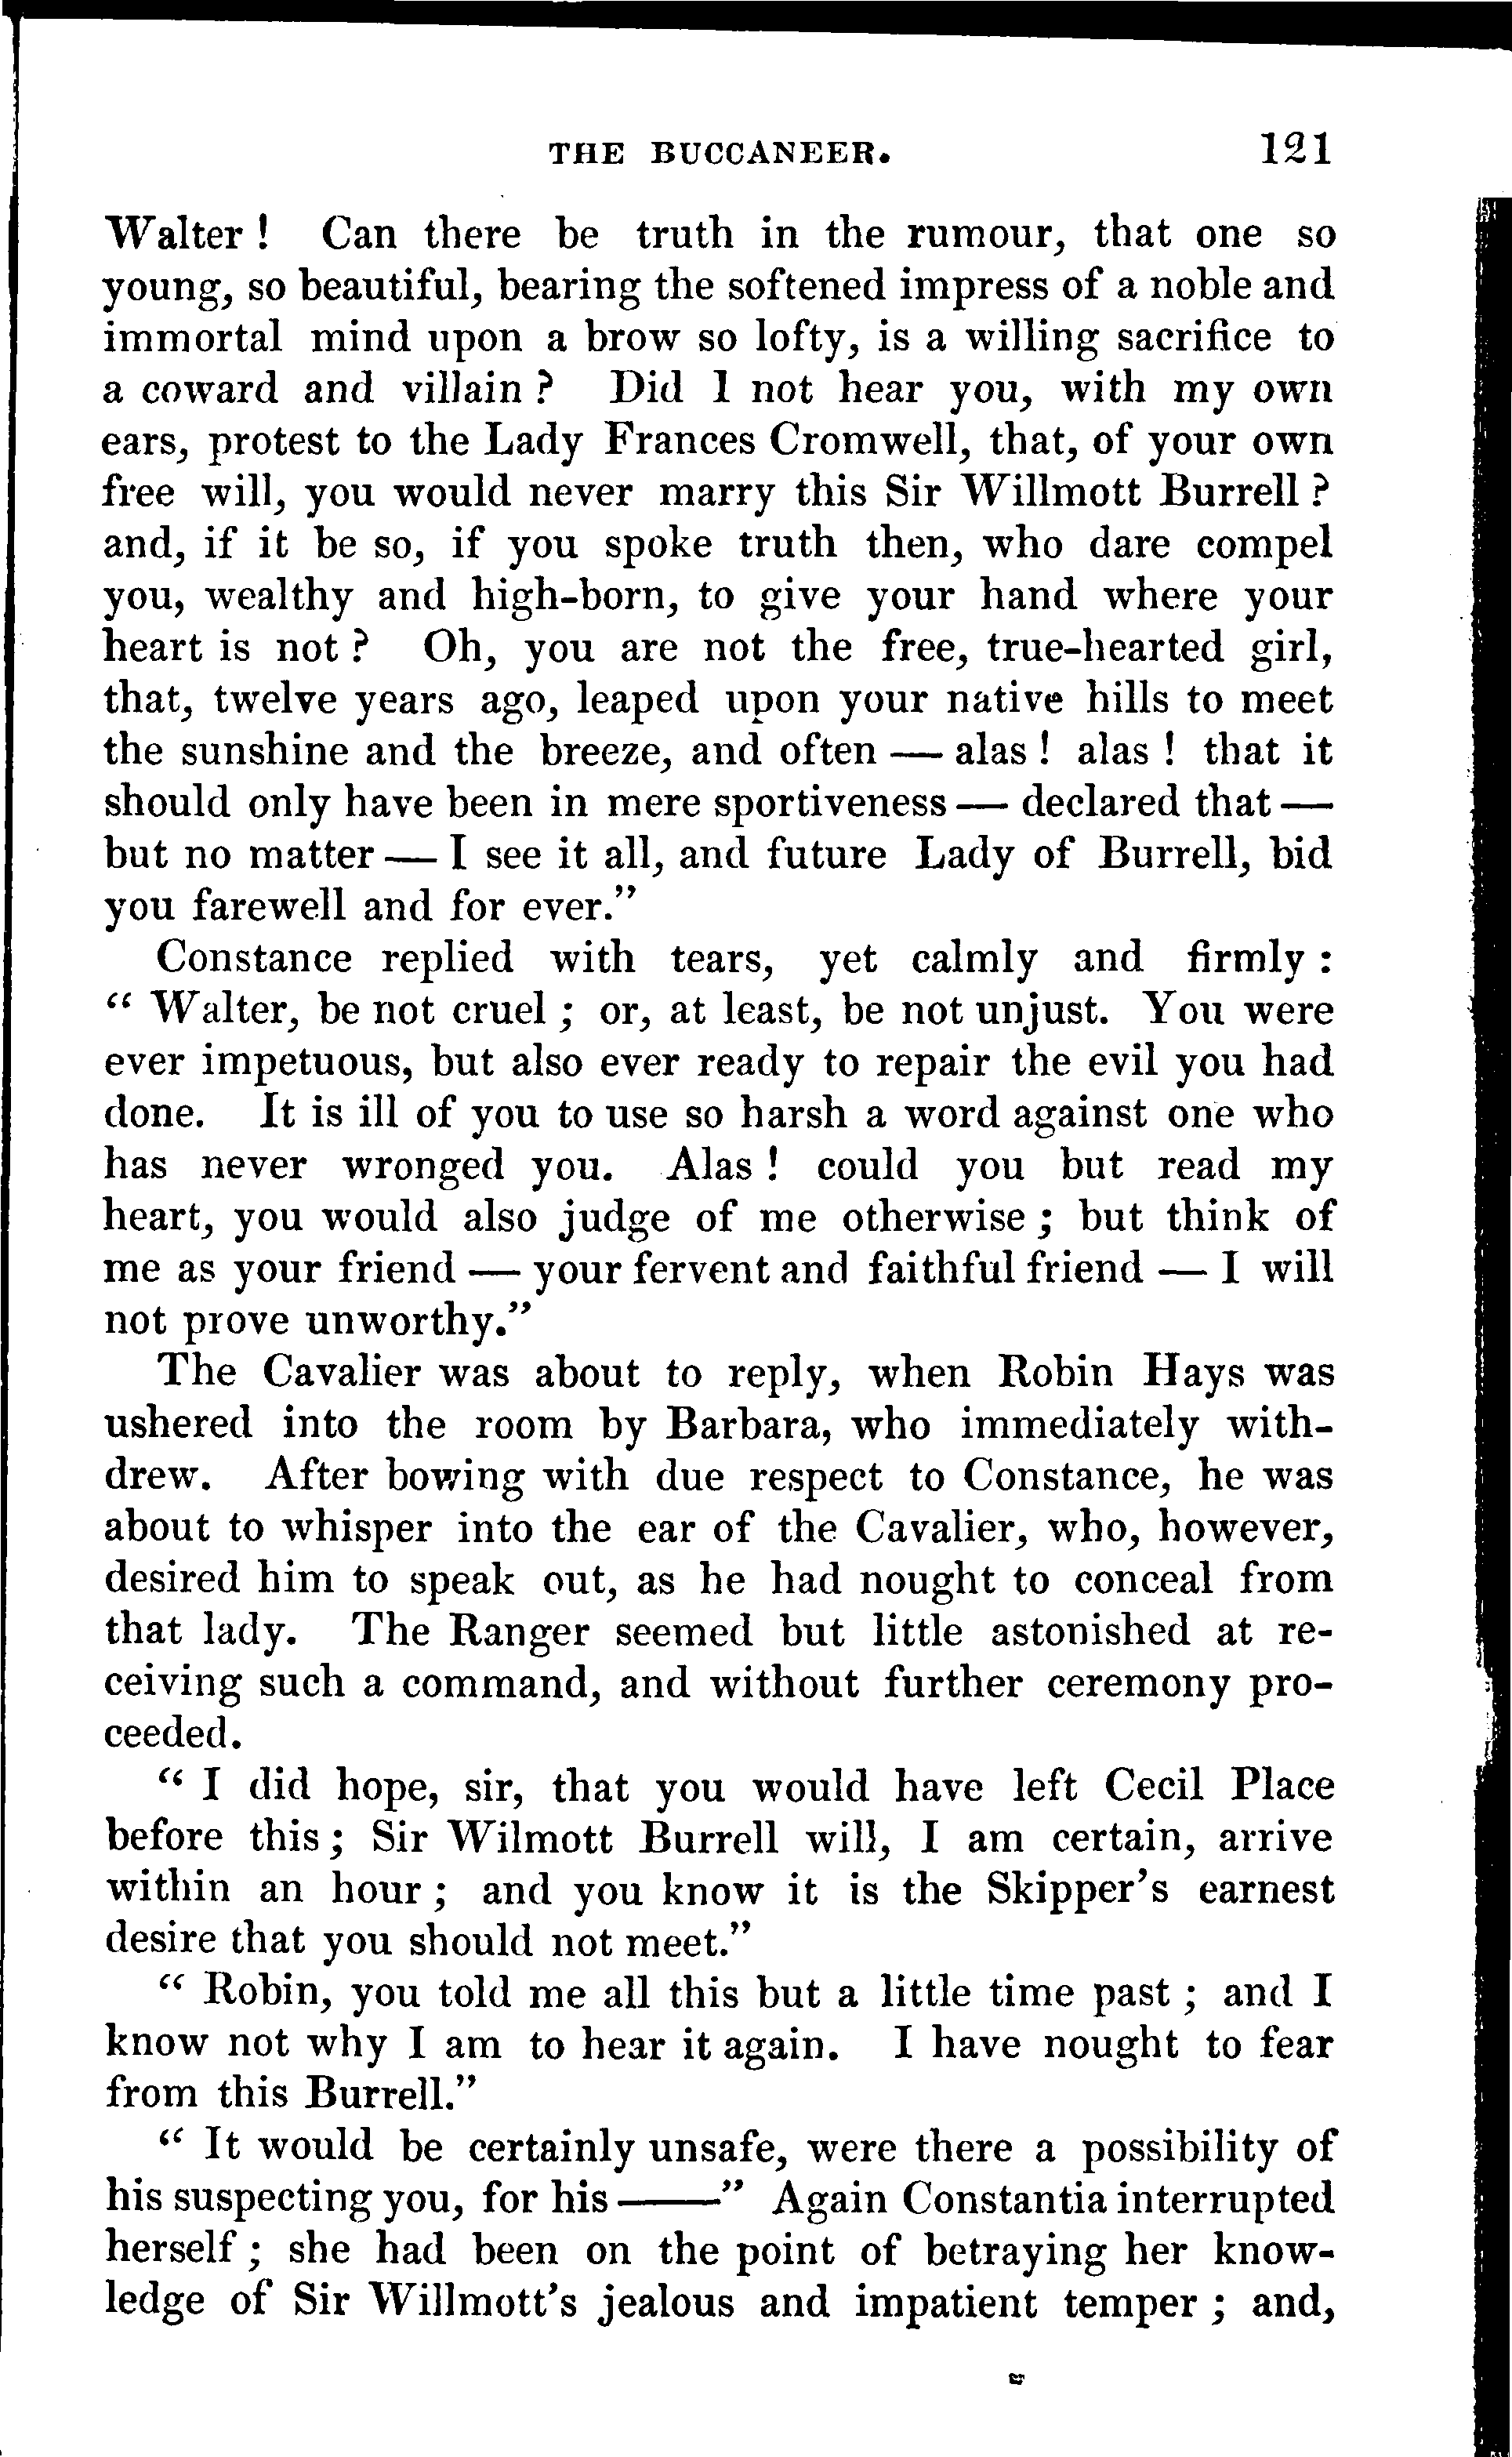 THE BUCCANEER. 121
Walter ! Can there be truth in the rumour, that one so
young, so beautiful, bearing the softened impress of a noble and
immortal mind upon a brow so lofty, is a willing sacrifice to
a coward and villain ? Did I not hear you, with my own
ears, protest to the Lady Frances Cromwell, that, of your own
free will, you would never marry this Sir Willmott Burrell ?
and, if it be so, if you spoke truth then, who dare compel
you, wealthy and high-born, to give your hand where your
heart is not ? Oh, you are not the free, true-hearted girl,
that, twelve years ago, leaped upon your native hills to meet
the sunshine and the breeze, and often — alas ! alas ! that it
should only have been in mere sportiveness — declared that —
but no matter — I see it all, and future Lady of Burrell, bid
you farewell and for ever.”
Constance replied with tears, yet calmly and firmly :
“ Walter, be not cruel ; or, at least, be not unjust. You were
ever impetuous, but also ever ready to repair the evil you had
done. It is ill of you to use so harsh a word against one who
has never wronged you. Alas ! could you but read my
heart, you would also judge of me otherwise ; but think of
me as your friend — your fervent and faithful friend — I will
not prove unworthy.”
The Cavalier was about to reply, when Robin Hays was
ushered into the room by Barbara, who immediately with-
drew. After bowing with due respect to Constance, he was
about to whisper into the ear of the Cavalier, who, however,
desired him to speak out, as he had nought to conceal from
that lady. The Ranger seemed but little astonished at re-
ceiving such a command, and without further ceremony pro-
ceeded.
“ I did hope, sir, that you would have left Cecil Place
before this ; Sir Wilmott Burrell will, I am certain, arrive
within an hour ; and you know it is the Skipper’s earnest
desire that you should not meet.”
“ Robin, you told me all this but a little time past ; and I
know not why I am to hear it again. I have nought to fear
from this Burrell.”
“ It would be certainly unsafe, were there a possibility of
his suspecting you, for his ——” Again Constantia interrupted
herself ; she had been on the point of betraying her know-
ledge of Sir Willmott’s jealous and impatient temper ; and,